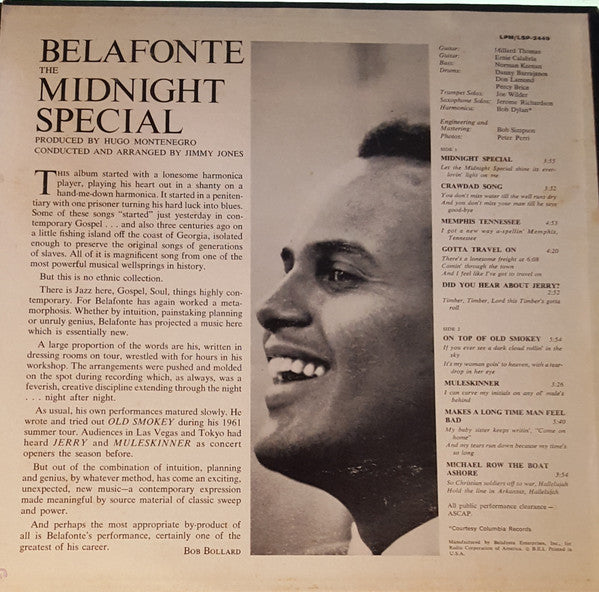 BELAFONTE
THE
MIDNIGHT
SPECIAL
PRODUCED BY HUGO MONTENEGRO
CONDUCTED AND ARRANGED BY JIMMY JONES
THIS album started with a lonesome harmonica
player, playing his heart out in a shanty on a
hand-me-down harmonica. It started in a peniten-
tiary with one prisoner turning his hard luck into blues.
Some of these songs "started" just yesterday in con-
temporary Gospel . . . and also three centuries ago on
a little fishing island off the coast of Georgia, isolated
enough to preserve the original songs of generations
of slaves. All of it is magnificent song from one of the
most powerful musical wellsprings in history.
But this is no ethnic collection.
There is Jazz here, Gospel, Soul, things highly con-
temporary. For Belafonte has again worked a meta-
morphosis. Whether by intuition, painstaking planning
or unruly genius, Belafonte has projected a music here
which is essentially new.
A large proportion of the words are his, written in
dressing rooms on tour, wrestled with for hours in his
workshop. The arrangements were pushed and molded
on the spot during recording which, as always, was a
feverish, creative discipline extending through the night
. . . night after night.
As usual, his own performances matured slowly. He
wrote and tried out OLD SMOKEY during his 1961
summer tour. Audiences in Las Vegas and Tokyo had
heard JERRY and MULESKINNER as concert
openers the season before.
But out of the combination of intuition, planning
and genius, by whatever method, has come an exciting,
unexpected, new music—a contemporary expression
made meaningful by source material of classic sweep
and power.
And perhaps the most appropriate by-product of
all is Belafonte's performance, certainly one of the
greatest of his career.
BOB BOLLARD
LPM/LSP-2449
Guitar: Millard Thomas
Guitar: Ernie Calabria
Bass: Norman Keenan
Drums: Danny Barrajanos
Don Lamond
Percy Brice
Trumpet Solos: Joe Wilder
Saxophone Solos: Jerome Richardson
Harmonica: Bob Dylan*
Engineering and
Mastering: Bob Simpson
Photos: Peter Perri
SIDE 1
MIDNIGHT SPECIAL 3:55
Let the Midnight Special shine its ever-
lovin' light on me
CRAWDAD SONG 3:32
You don't miss water till the well runs dry
And you don't miss your man till he says
good-bye
MEMPHIS TENNESSEE 4:53
I got a new way a-spellin' Memphis,
Tennessee
GOTTA TRAVEL ON 4:20
There's a lonesome freight at 6:08
Comin' through the town
And I feel like I've got to travel on
DID YOU HEAR ABOUT JERRY?
2:52
Timber, Timber, Lord this Timber's gotta
roll
SIDE 2
ON TOP OF OLD SMOKEY 5:54
If you ever see a dark cloud rollin' in the
sky
It's my woman goin' to heaven, with a tear-
drop in her eye
MULESKINNER 3:26
I can carve my initials on any ol' mule's
behind
MAKES A LONG TIME MAN FEEL
BAD 5:40
My baby sister keeps writin', "Come on
home"
And my tears run down because my time's
so long
MICHAEL ROW THE BOAT
ASHORE 3:54
So Christian soldiers off to war, Hallelujah
Hold the line in Arkansas, Hallelujah
All public performance clearance—
ASCAP.
*Courtesy Columbia Records.
Manufactured by Belafonte Enterprises, Inc., for
Radio Corporation of America. © B.E.I. Printed in
U.S.A.